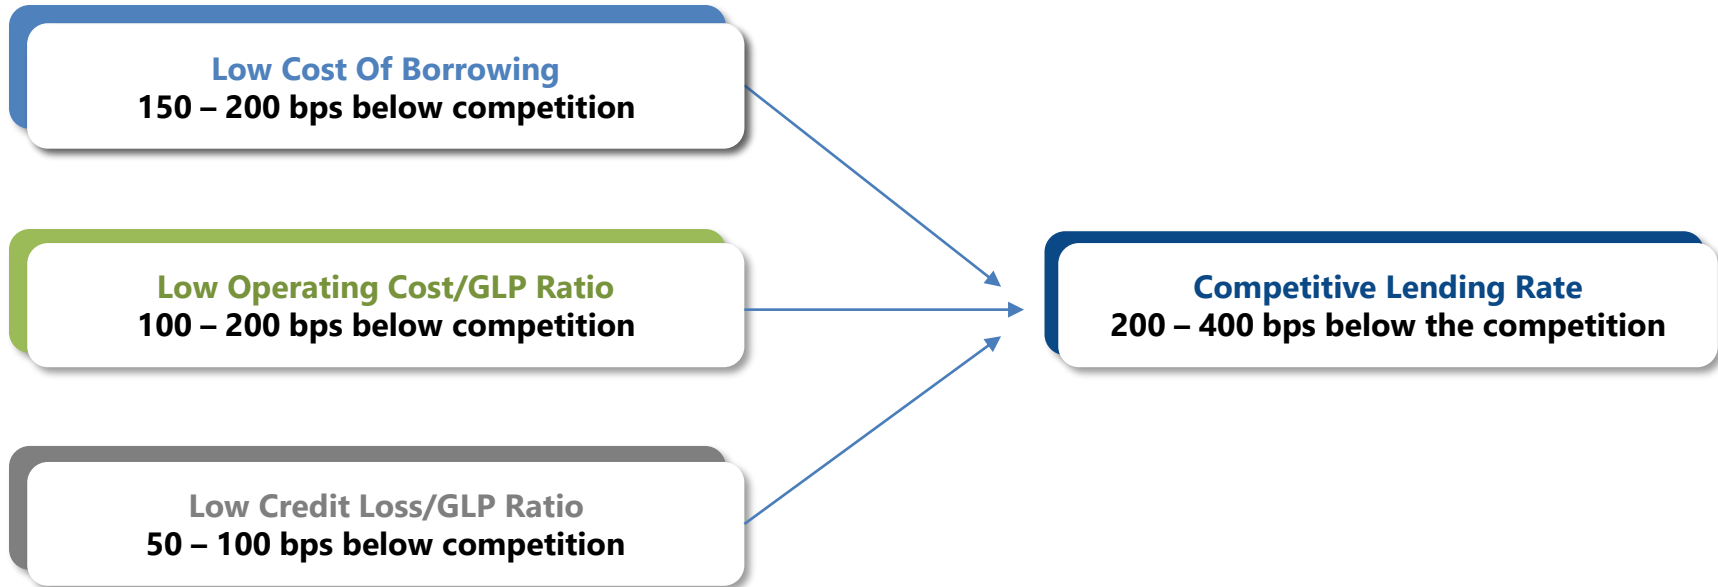 Low Cost Of Borrowing
150 – 200 bps below competition
Low Operating Cost/GLP Ratio
100 – 200 bps below competition
Low Credit Loss/GLP Ratio
50 – 100 bps below competition
Competitive Lending Rate
200 – 400 bps below the competition